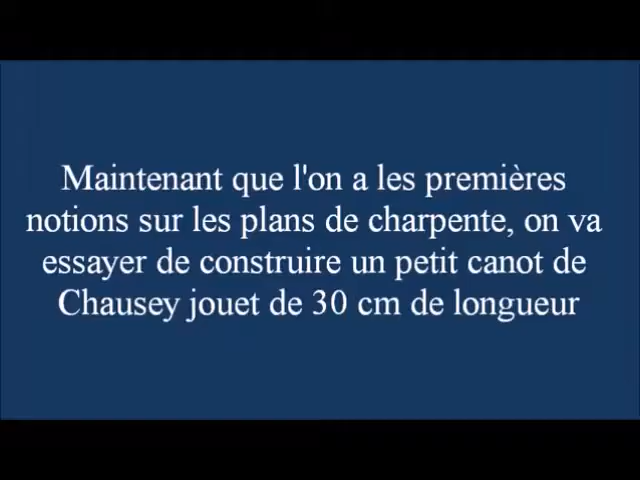 Maintenant que l'on a les premières
notions sur les plans de charpente, on va
essayer de construire un petit canot de
Chausey jouet de 30 cm de longueur